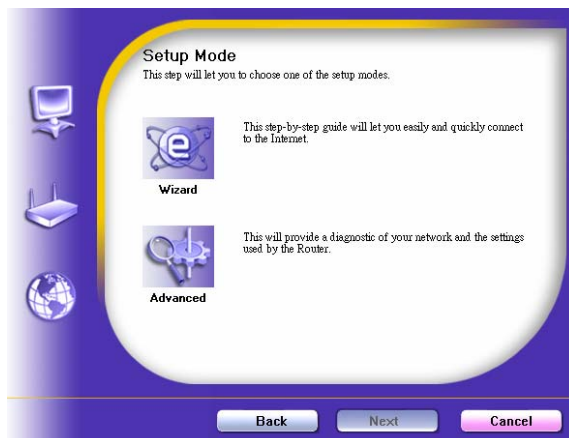 Setup Mode
This step will let you to choose one of the setup modes.
This step-by-step guide will let you easily and quickly connect
to the Internet.
Wizard
This will provide a diagnostic of your network and the settings
used by the Router.
Advanced
Back
Next
Cancel